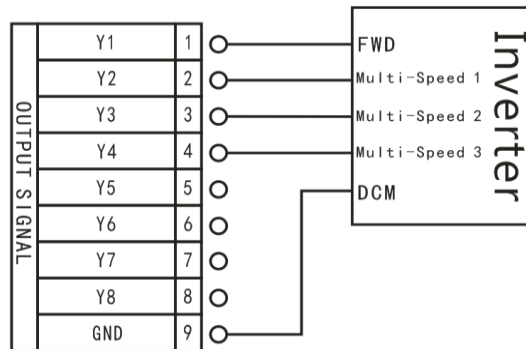 OUTPUT SIGNAL
Y1 1
Y2 2
Y3 3
Y4 4
Y5 5
Y6 6
Y7 7
Y8 8
GND 9
FWD
Multi-Speed 1
Multi-Speed 2
Multi-Speed 3
DCM
Inverter